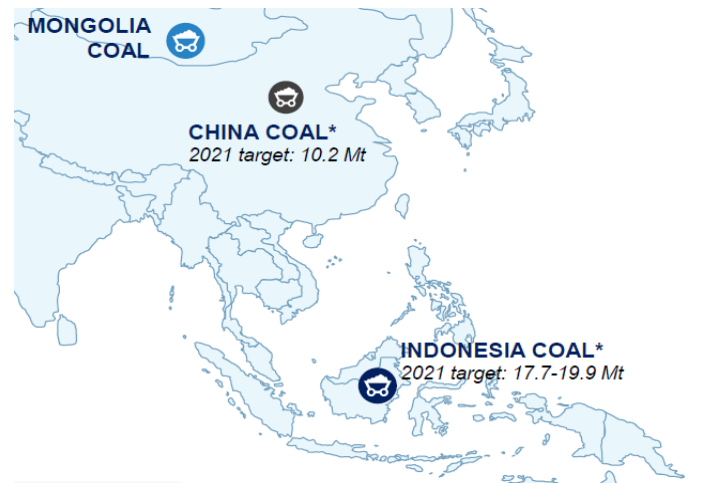 MONGOLIA
COAL
CHINA COAL*
2021 target: 10.2 Mt
INDONESIA COAL*
2021 target: 17.7-19.9 Mt